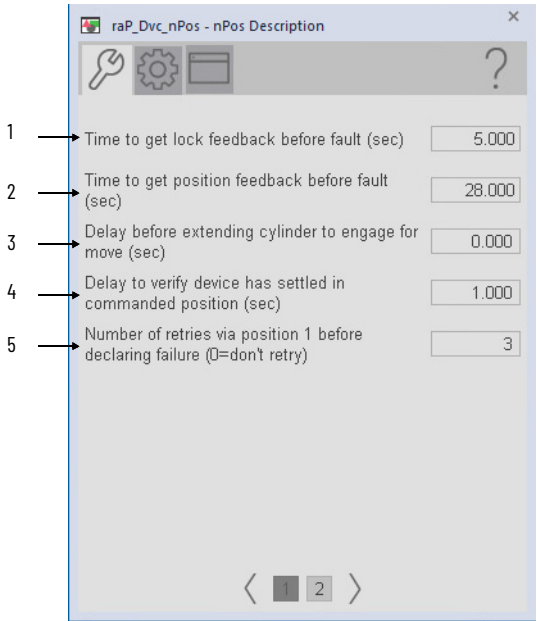 raP_Dvc_nPos - nPos Description
1 Time to get lock feedback before fault (sec) 5.000
2 Time to get position feedback before fault
(sec) 28.000
3 Delay before extending cylinder to engage for
move (sec) 0.000
4 Delay to verify device has settled in
commanded position (sec) 1.000
5 Number of retries via position 1 before
declaring failure (0=don't retry) 3
1 2